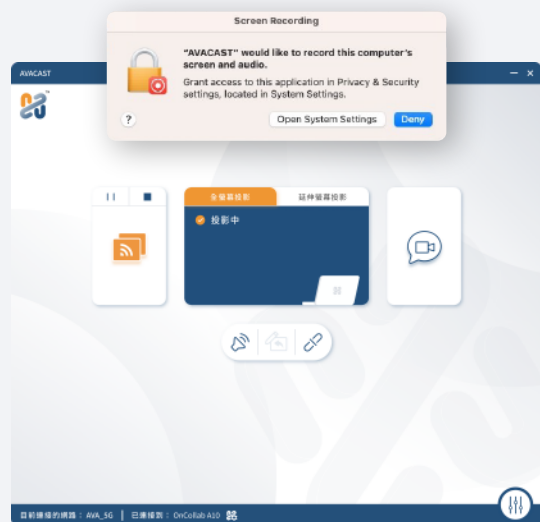 Screen Recording
"AVACAST" would like to record this computer's
screen and audio.
Grant access to this application in Privacy & Security
settings, located in System Settings.
? Open System Settings Deny
AVACAST
全螢幕投影 延伸螢幕投影
投影中
目前連線的網路： AVA_5G | 已連接到： OnCollab A10